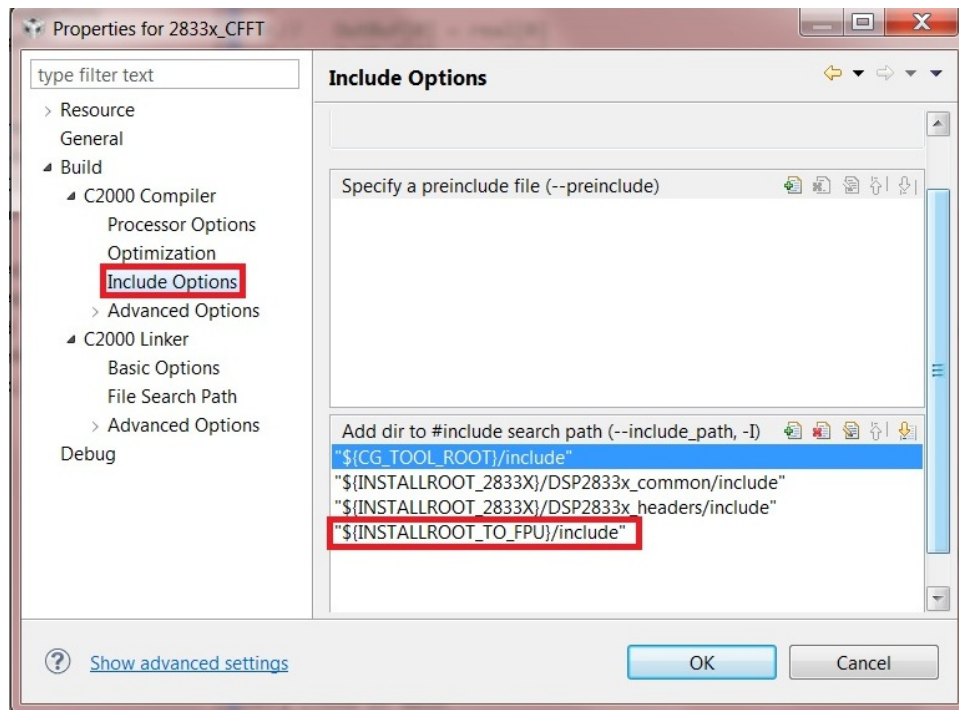 Properties for 2833x_CFFT
type filter text
Resource
General
Build
C2000 Compiler
Processor Options
Optimization
Include Options
Advanced Options
C2000 Linker
Basic Options
File Search Path
Advanced Options
Debug
Include Options
Specify a preinclude file (--preinclude)
Add dir to #include search path (--include_path, -I)
"${CG_TOOL_ROOT}/include"
"${INSTALLROOT_2833X}/DSP2833x_common/include"
"${INSTALLROOT_2833X}/DSP2833x_headers/include"
"${INSTALLROOT_TO_FPU}/include"
Show advanced settings
OK
Cancel